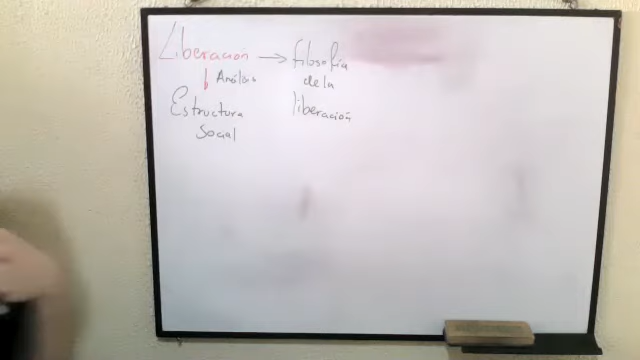 Liberación → filosofía
↓ Análisis de la
Estructura liberación
Social